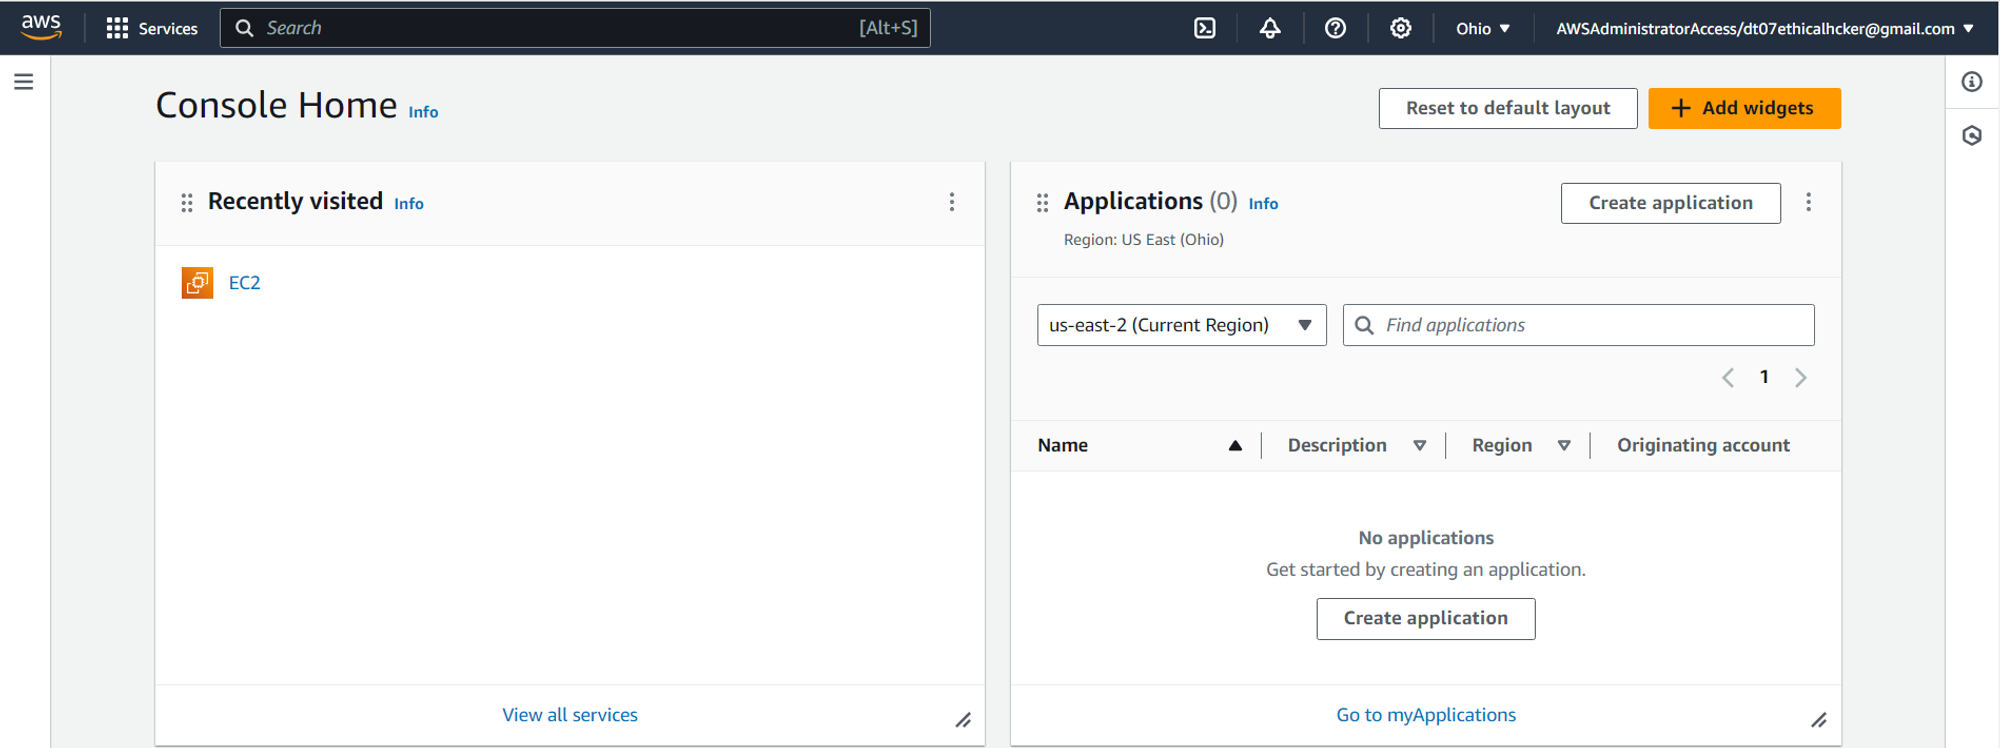 aws Services Search [Alt+S] Ohio AWSAdministratorAccess/dt07ethicalhcker@gmail.com
Console Home Info
Reset to default layout
Add widgets
Recently visited Info
EC2
View all services
Applications (0) Info
Create application
Region: US East (Ohio)
us-east-2 (Current Region)
Find applications
1
Name Description Region Originating account
No applications
Get started by creating an application.
Create application
Go to myApplications